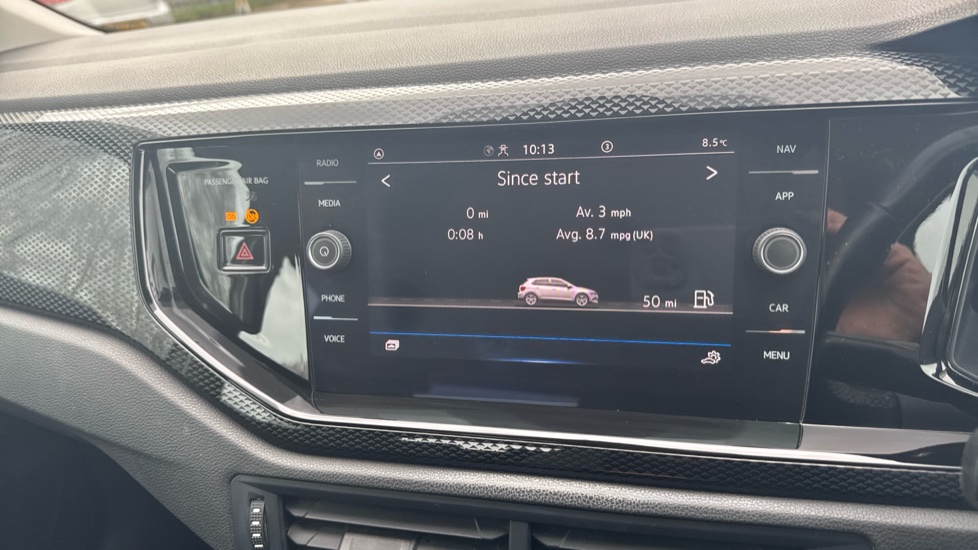 RADIO
MEDIA
PHONE
VOICE
PASSENGER AIR BAG
10:13
3
8.5°C
<
Since start
>
0 mi
Av. 3 mph
0:08 h
Avg. 8.7 mpg (UK)
50 mi
NAV
APP
CAR
MENU